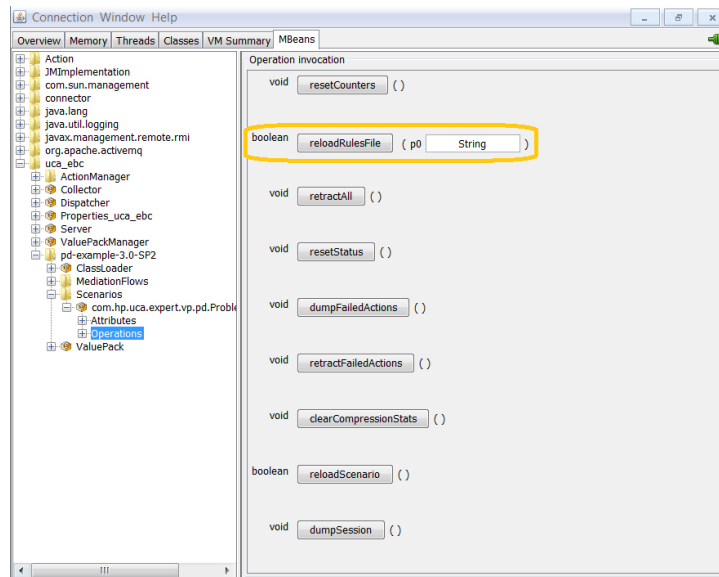 Connection Window Help
Overview Memory Threads Classes VM Summary MBeans
Action
JMImplementation
com.sun.management
connector
java.lang
java.util.logging
javax.management.remote.rmi
org.apache.activemq
uca_ebc
ActionManager
Collector
Dispatcher
Properties_uca_ebc
Server
ValuePackManager
pd-example-3.0-SP2
ClassLoader
MediationFlows
Scenarios
com.hp.uca.expert.vp.pd.Proble
Attributes
Operations
ValuePack
Operation invocation
void resetCounters ( )
boolean reloadRulesFile ( p0 String )
void retractAll ( )
void resetStatus ( )
void dumpFailedActions ( )
void retractFailedActions ( )
void clearCompressionStats ( )
boolean reloadScenario ( )
void dumpSession ( )